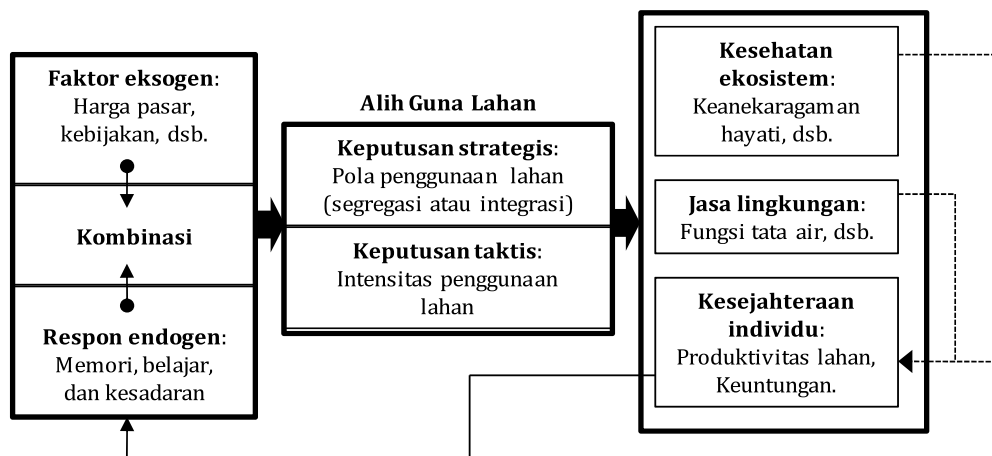 Faktor eksogen:
Harga pasar,
kebijakan, dsb.
Kombinasi
Respon endogen:
Memori, belajar,
dan kesadaran
Alih Guna Lahan
Keputusan strategis:
Pola penggunaan lahan
(segregasi atau integrasi)
Keputusan taktis:
Intensitas penggunaan
lahan
Kesehatan
ekosistem:
Keanekaragaman
hayati, dsb.
Jasa lingkungan:
Fungsi tata air, dsb.
Kesejahteraan
individu:
Produktivitas lahan,
Keuntungan.